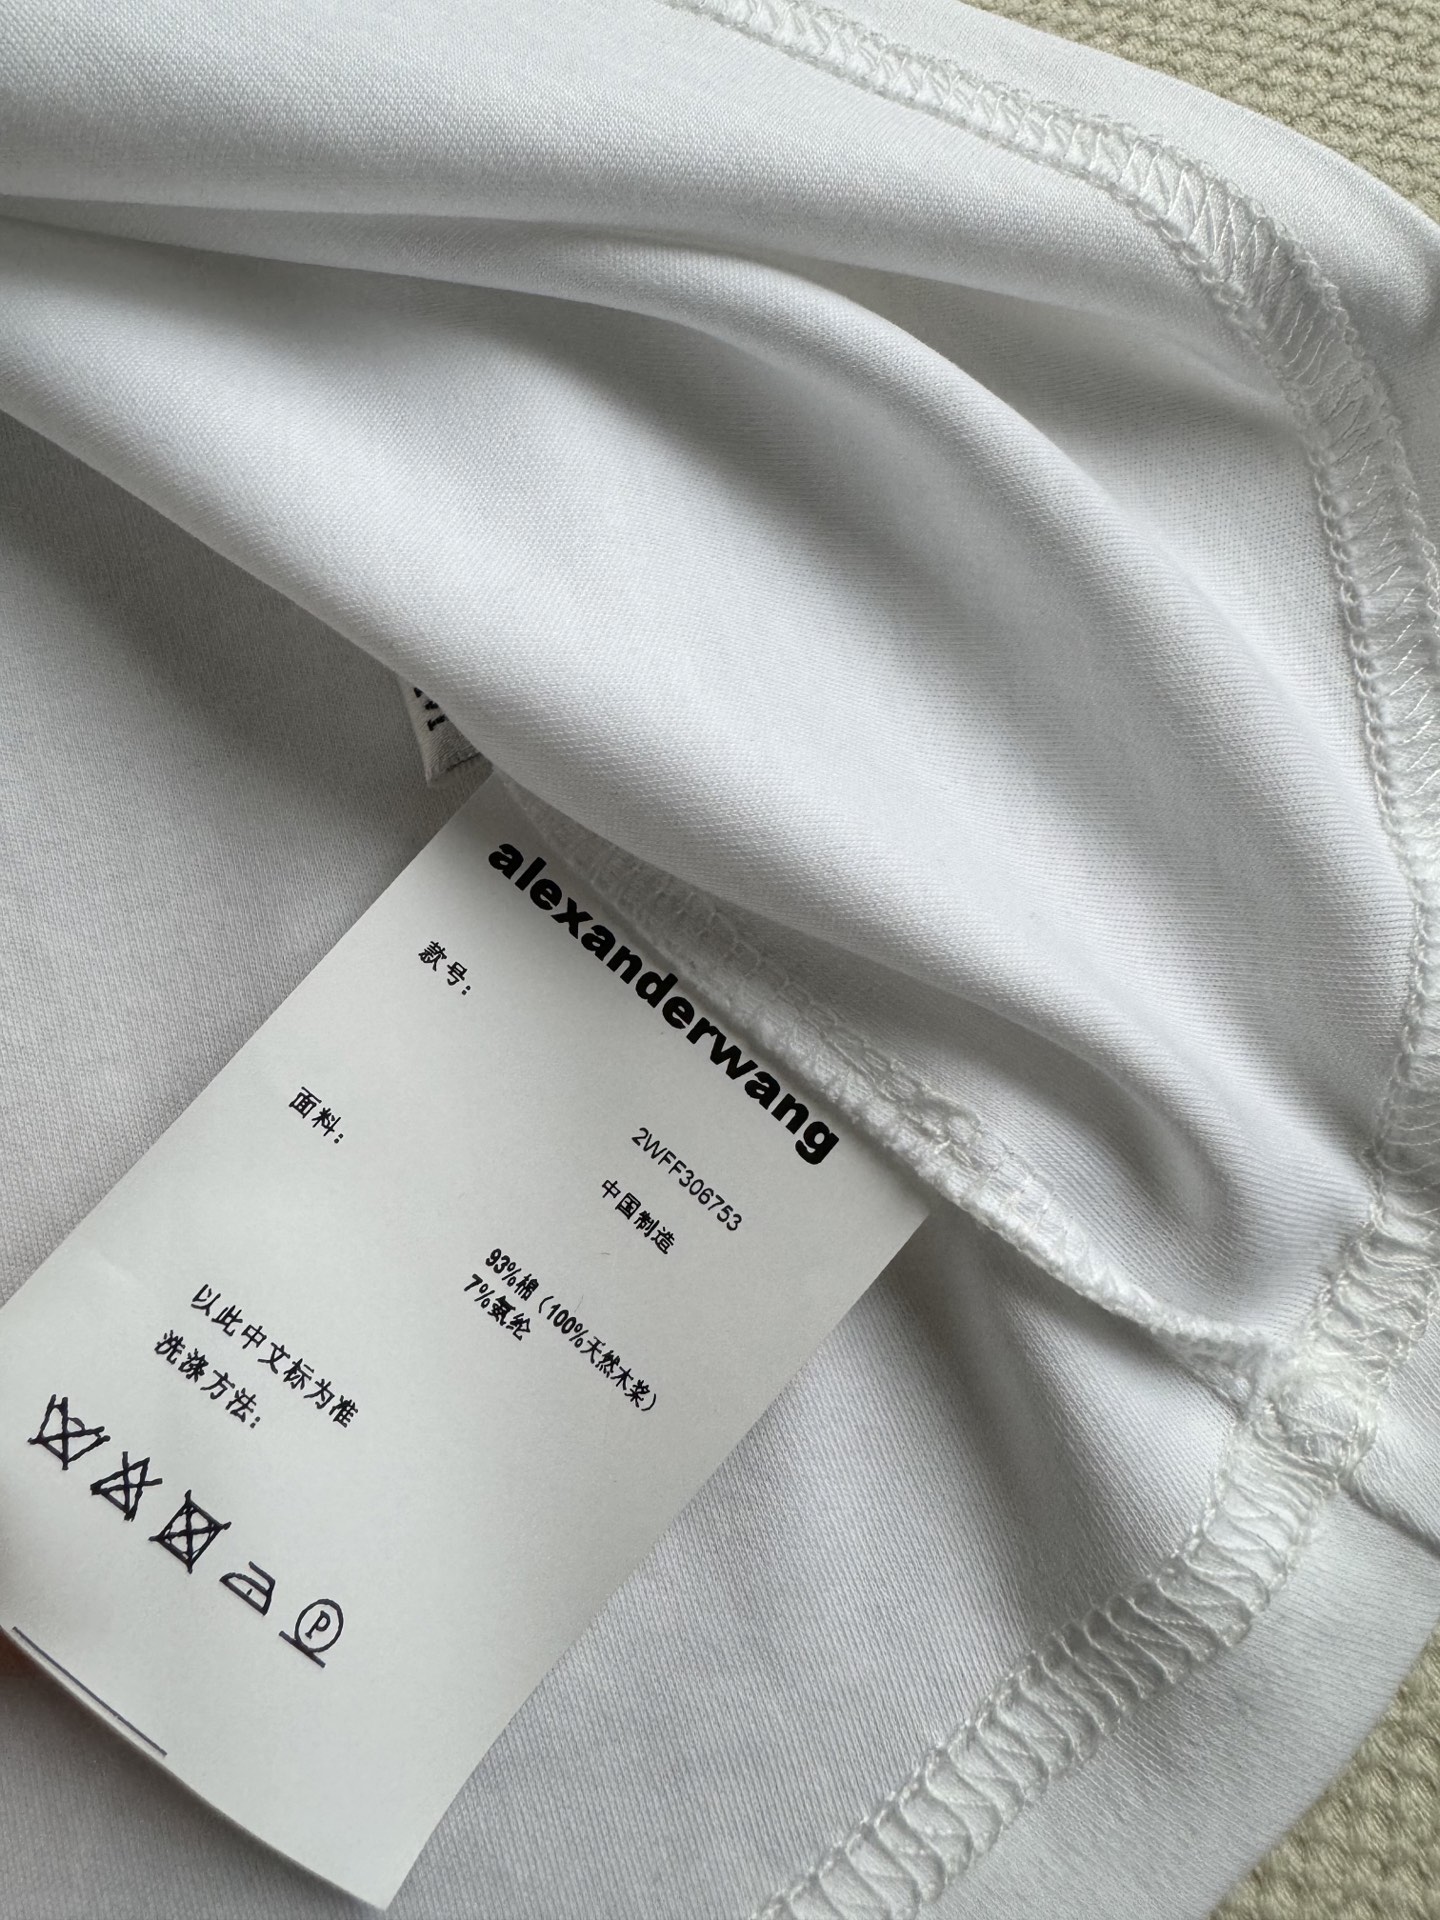 alexanderwang
款号:
2WFF306753
中国制造
面料:
93%棉（100%天然木浆）
7%氨纶
以此中文标为准
洗涤方法:
P